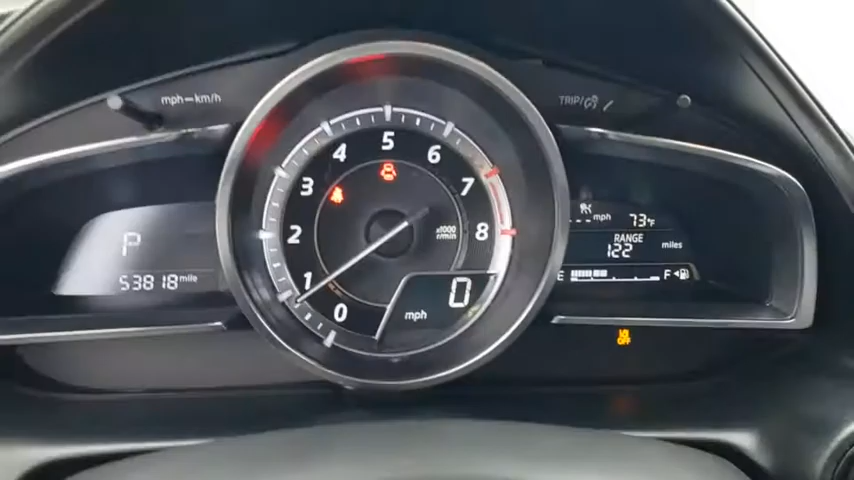 mph↔km/h
TRIP/
5
4
6
3
7
2
8
1
0
x1000
r/min
0
mph
P
53818 mile
--- mph
73°F
RANGE
122 miles
E
F
OFF